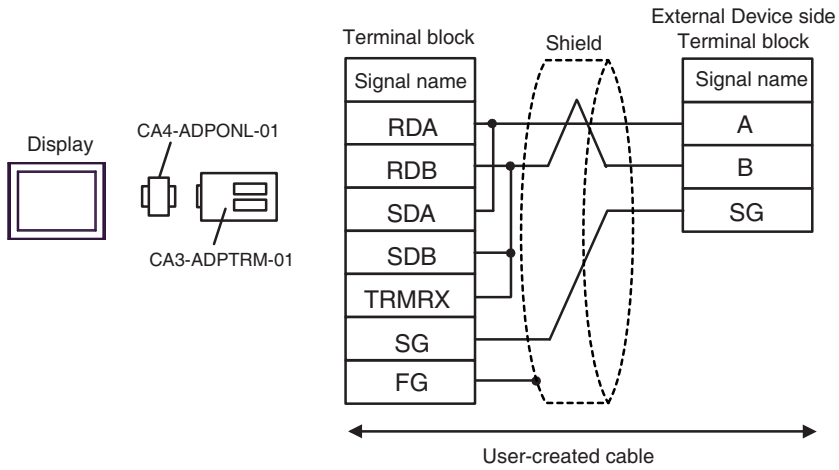 Display
CA4-ADPONL-01
CA3-ADPTRM-01
Terminal block
Signal name
RDA
RDB
SDA
SDB
TRMRX
SG
FG
Shield
External Device side
Terminal block
Signal name
A
B
SG
User-created cable